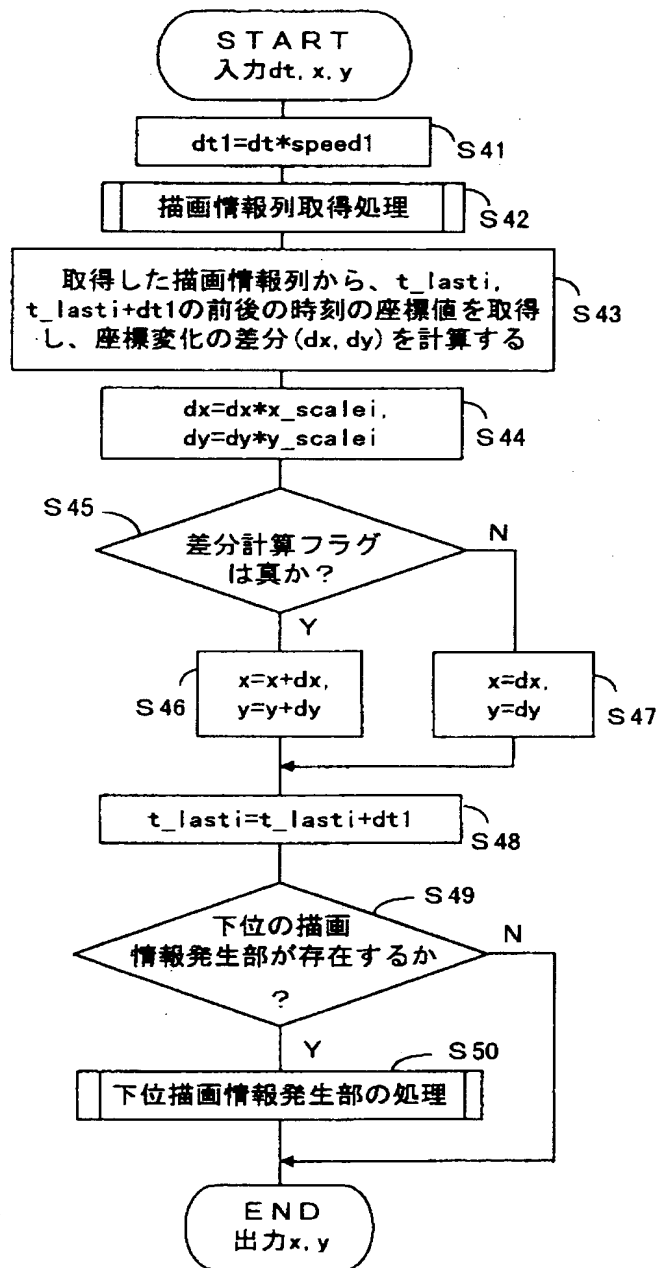 START
入力dt, x, y
dt1=dt*speed1
S41
描画情報列取得処理
S42
取得した描画情報列から、t_lasti,
t_lasti+dt1の前後の時刻の座標値を取得
し、座標変化の差分(dx, dy)を計算する
S43
dx=dx*x_scalei,
dy=dy*y_scalei
S44
S45
差分計算フラグ
は真か？
N
Y
x=x+dx,
y=y+dy
S46
x=dx,
y=dy
S47
t_lasti=t_lasti+dt1
S48
S49
下位の描画
情報発生部が存在するか
？
N
Y
S50
下位描画情報発生部の処理
END
出力x, y